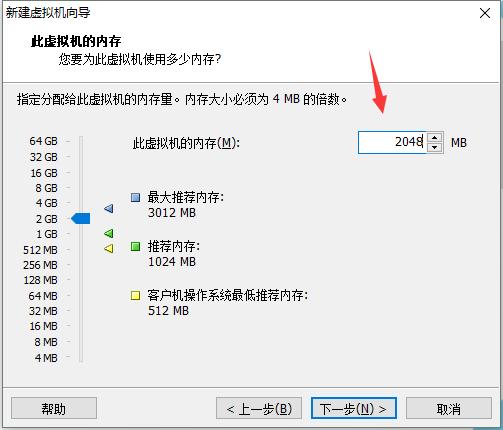 新建虚拟机向导
此虚拟机的内存
您要为此虚拟机使用多少内存?
指定分配给此虚拟机的内存量。内存大小必须为 4 MB 的倍数。
此虚拟机的内存(M): 2048 MB
64 GB
32 GB
16 GB
8 GB
4 GB
2 GB
1 GB
512 MB
256 MB
128 MB
64 MB
32 MB
16 MB
8 MB
4 MB
最大推荐内存:
3012 MB
推荐内存:
1024 MB
客户机操作系统最低推荐内存:
512 MB
帮助 < 上一步(B) 下一步(N) > 取消